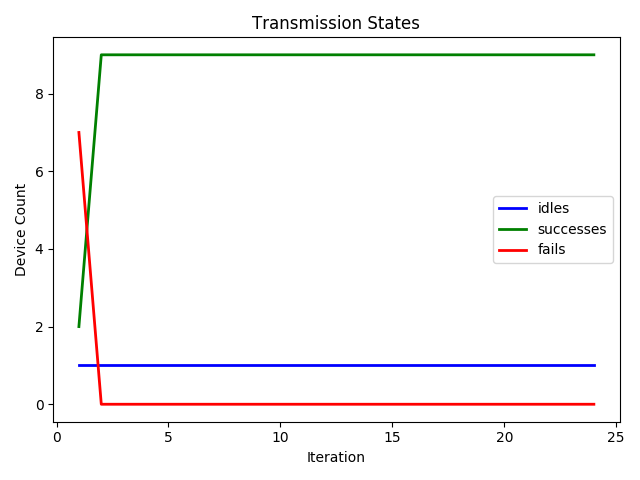 Transmission States
Device Count
8
6
4
2
0
idles
successes
fails
0 5 10 15 20 25
Iteration